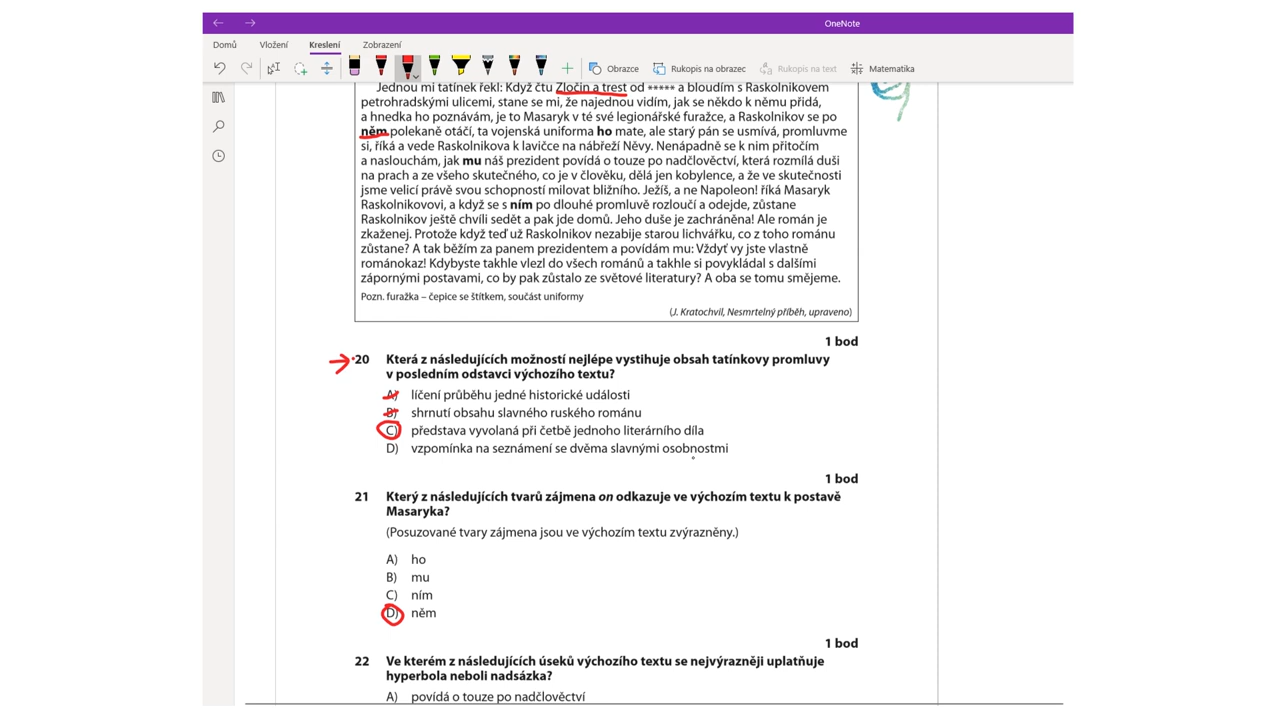 OneNote
Domů Vložení Kreslení Zobrazení
Obrazce Rukopis na obrazec Rukopis na text Matematika
Jednou mi tatínek řekl: Když čtu Zločin a trest od ***** a bloudím s Raskolnikovem
petrohradskými ulicemi, stane se mi, že najednou vidím, jak se někdo k němu přidá,
a hnedka ho poznávám, je to Masaryk v té své legionářské furažce, a Raskolnikov se po
něm polekaně otáčí, ta vojenská uniforma ho mate, ale starý pán se usmívá, promluvme
si, říká a vede Raskolnikova k lavičce na nábřeží Něvy. Nenápadně se k nim přitočím
a naslouchám, jak mu náš prezident povídá o touze po nadčlověctví, která rozmílá duši
na prach a ze všeho skutečného, co je v člověku, dělá jen kobylence, a že ve skutečnosti
jsme velicí právě svou schopností milovat bližního. Ježíš, a ne Napoleon! říká Masaryk
Raskolnikovovi, a když se s ním po dlouhé promluvě rozloučí a odejde, zůstane
Raskolnikov ještě chvíli sedět a pak jde domů. Jeho duše je zachráněna! Ale román je
zkaženej. Protože když teď už Raskolnikov nezabije starou lichvářku, co z toho románu
zůstane? A tak běžím za panem prezidentem a povídám mu: Vždyť vy jste vlastně
románokaz! Kdybyste takhle vlezl do všech románů a takhle si povykládal s dalšími
zápornými postavami, co by pak zůstalo ze světové literatury? A oba se tomu smějeme.
Pozn. furažka – čepice se štítkem, součást uniformy
(J. Kratochvil, Nesmrtelný příběh, upraveno)
1 bod
20 Která z následujících možností nejlépe vystihuje obsah tatínkovy promluvy
v posledním odstavci výchozího textu?
A) líčení průběhu jedné historické události
B) shrnutí obsahu slavného ruského románu
C) představa vyvolaná při četbě jednoho literárního díla
D) vzpomínka na seznámení se dvěma slavnými osobnostmi
1 bod
21 Který z následujících tvarů zájmena on odkazuje ve výchozím textu k postavě
Masaryka?
(Posuzované tvary zájmena jsou ve výchozím textu zvýrazněny.)
A) ho
B) mu
C) ním
D) něm
1 bod
22 Ve kterém z následujících úseků výchozího textu se nejvýrazněji uplatňuje
hyperbola neboli nadsázka?
A) povídá o touze po nadčlověctví